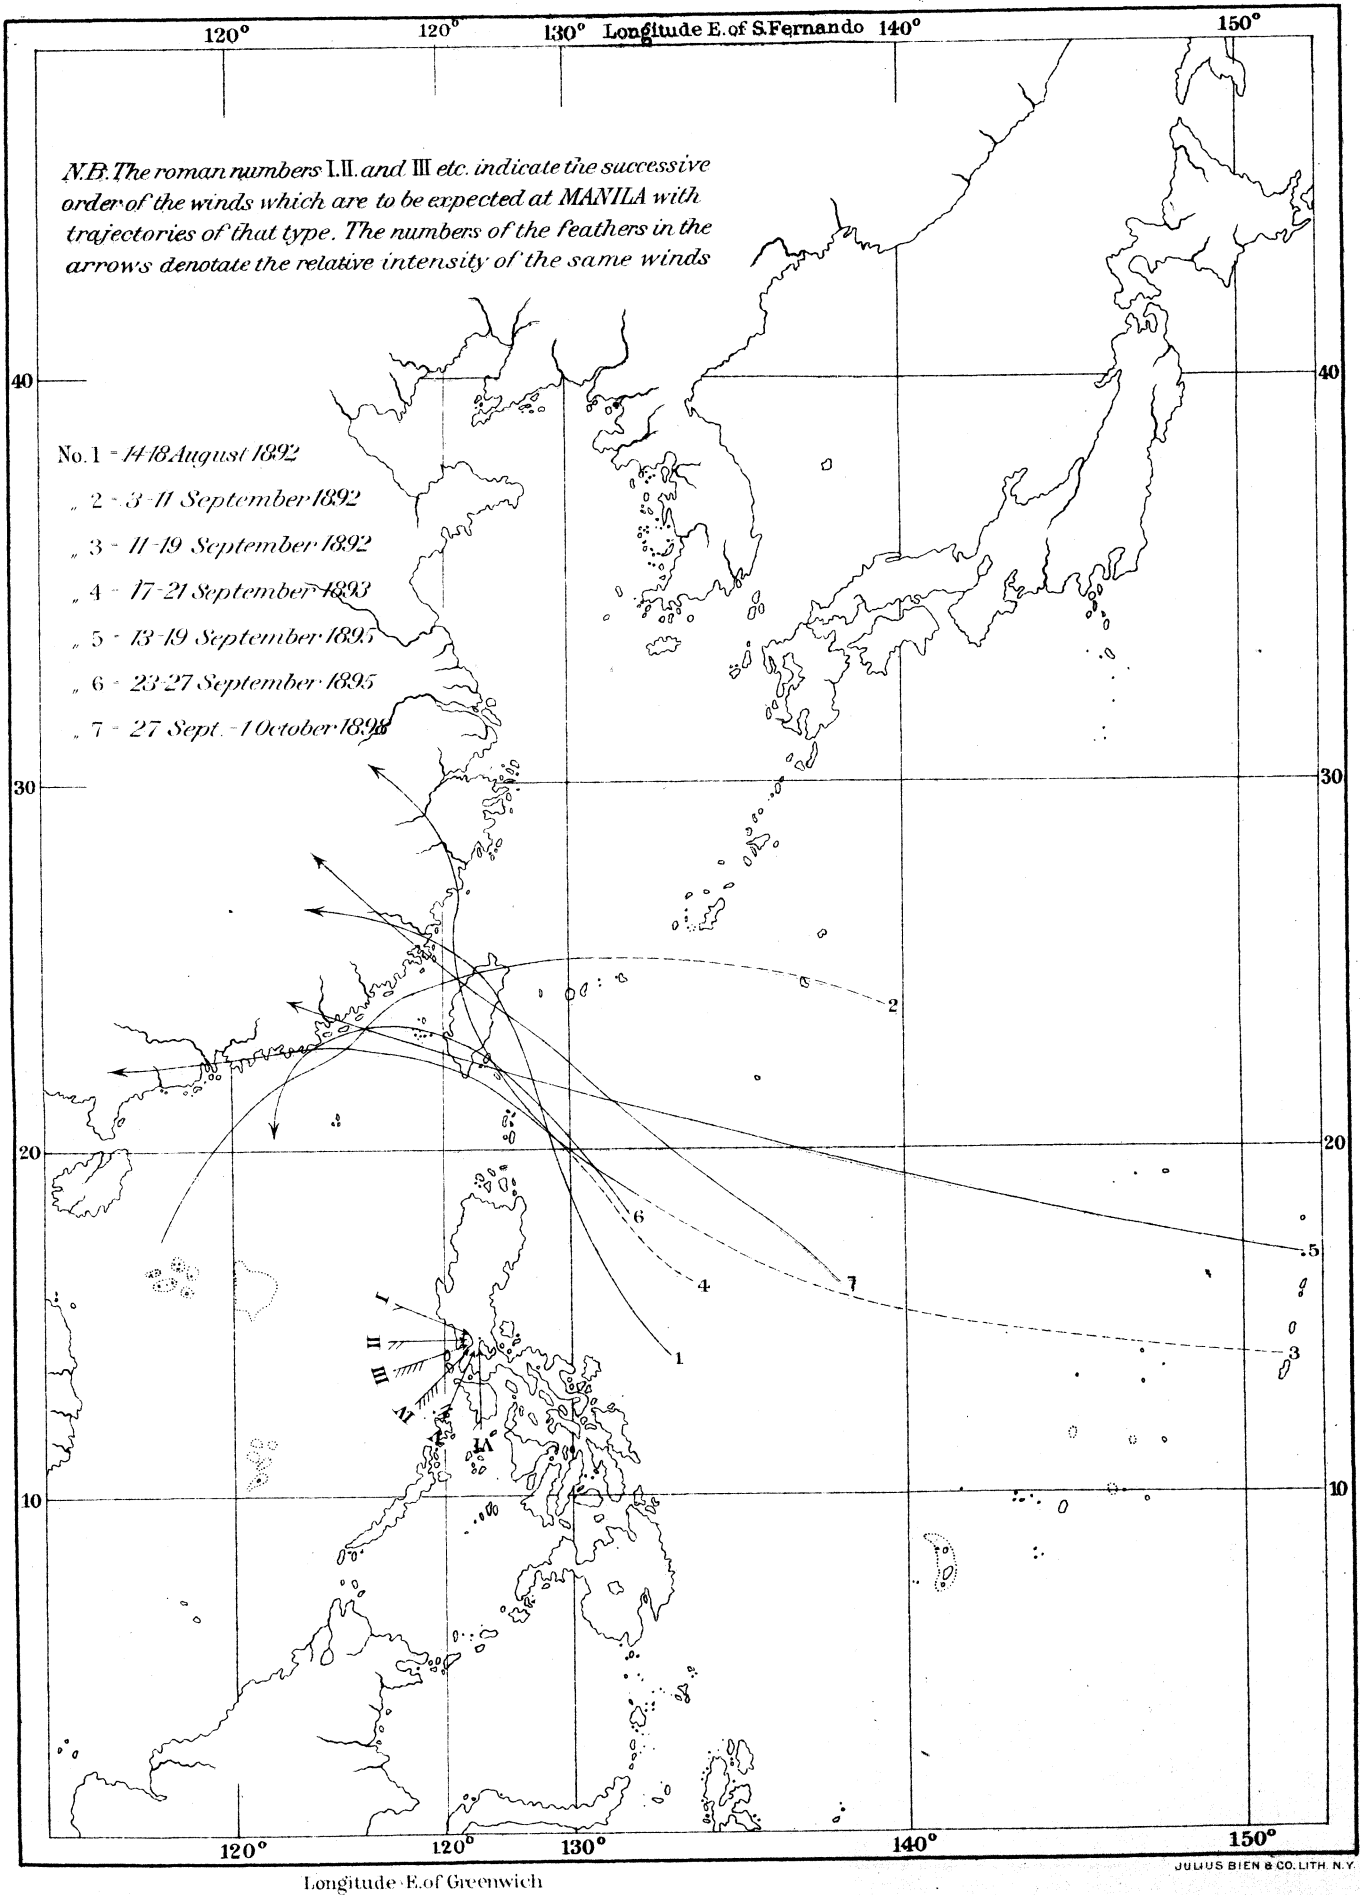 120° 120° 130° Longitude E. of S. Fernando 140° 150°
N.B. The roman numbers I. II. and III etc. indicate the successive
order of the winds which are to be expected at MANILA with
trajectories of that type. The numbers of the feathers in the
arrows denotate the relative intensity of the same winds
40 40
No. 1 = 14-18 August 1892
„ 2 - 3-11 September 1892
„ 3 - 11-19 September 1892
„ 4 - 17-21 September 1893
„ 5 - 13-19 September 1895
„ 6 - 23-27 September 1895
„ 7 - 27 Sept. - 1 October 1898
30 30
2
20 20
6
5
4
7
I
II
III
IV
V
VI
1
3
10 10
120° 120° 130° 140° 150°
JULIUS BIEN & CO. LITH. N.Y.
Longitude E. of Greenwich